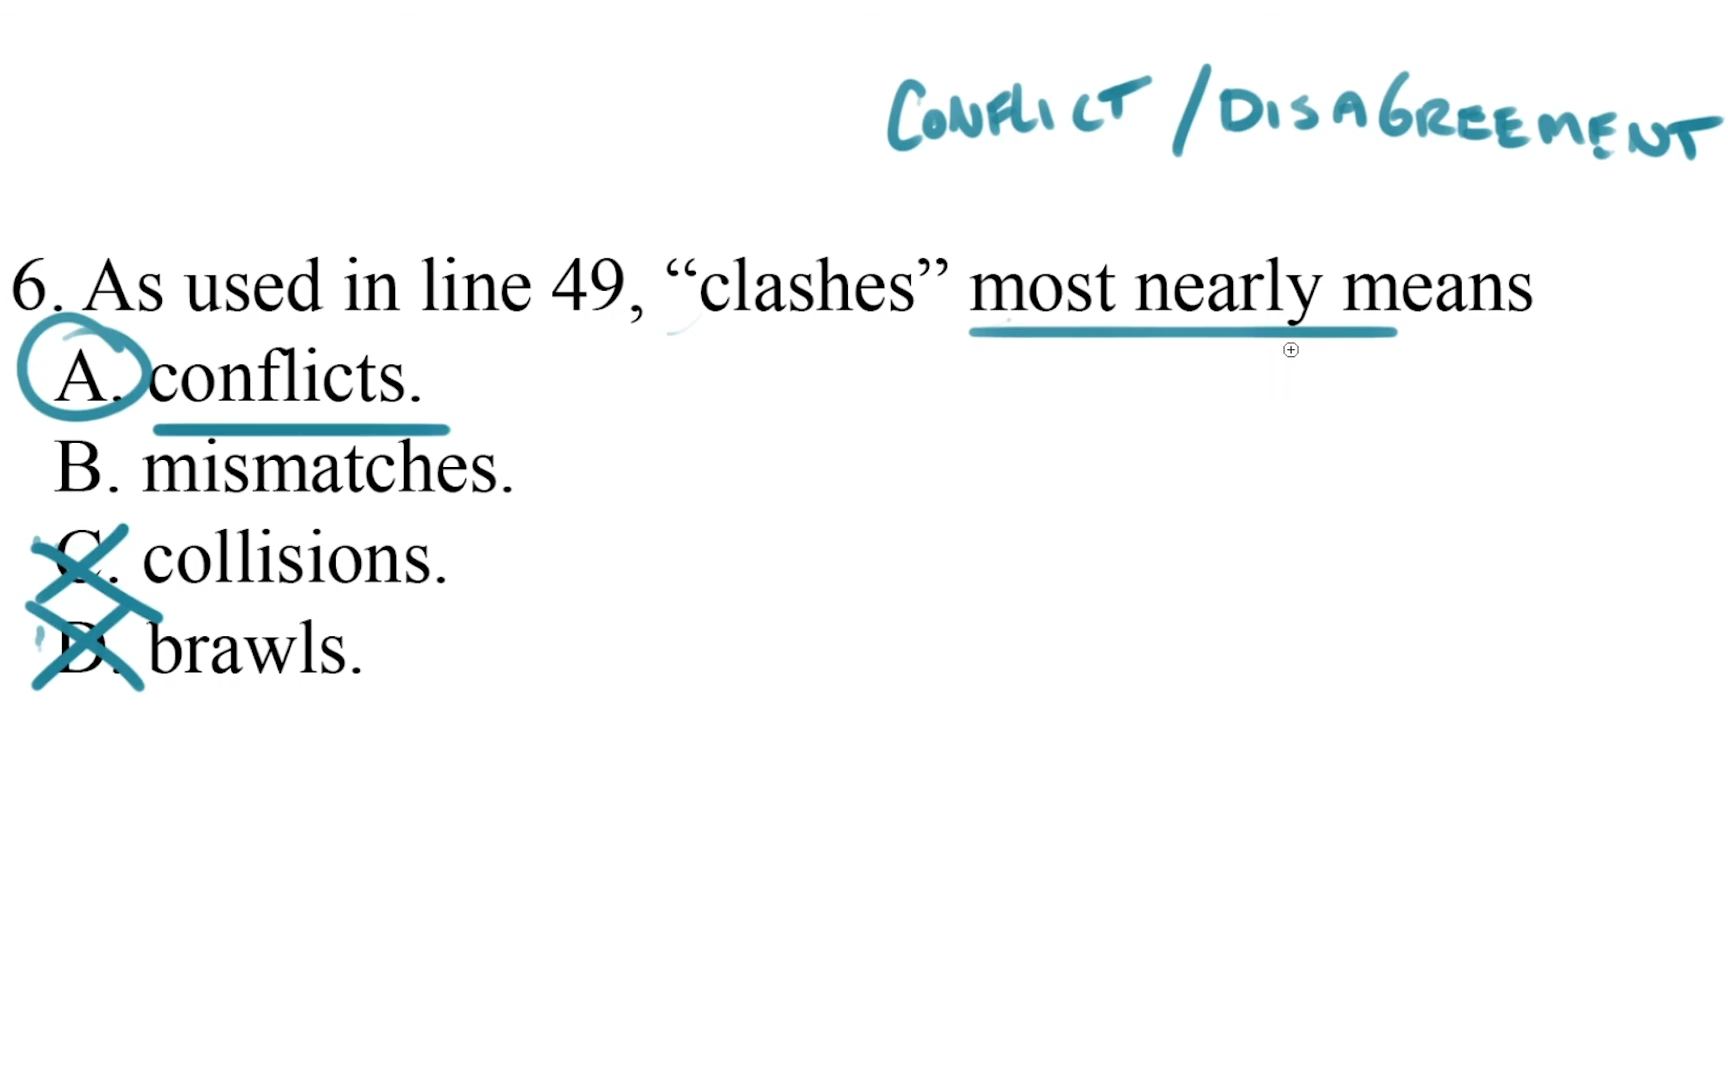 CONFLICT / DISAGREEMENT
6. As used in line 49, “clashes” most nearly means
A. conflicts.
B. mismatches.
C. collisions.
D. brawls.